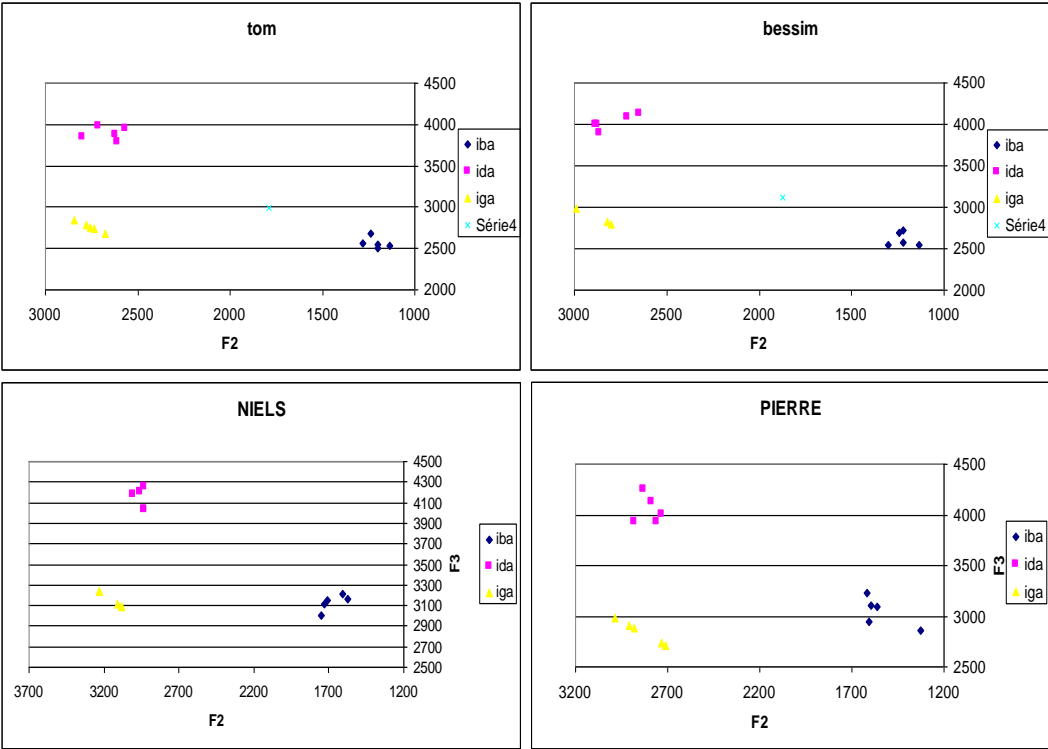 tom
4500
4000
3500
3000
2500
2000
3000 2500 2000 1500 1000
F2
iba
ida
iga
Série4
bessim
4500
4000
3500
3000
2500
2000
3000 2500 2000 1500 1000
F2
iba
ida
iga
Série4
NIELS
4500
4300
4100
3900
3700
3500
3300
3100
2900
2700
2500
3700 3200 2700 2200 1700 1200
F2
F3
iba
ida
iga
PIERRE
4500
4000
3500
3000
2500
3200 2700 2200 1700 1200
F2
F3
iba
ida
iga